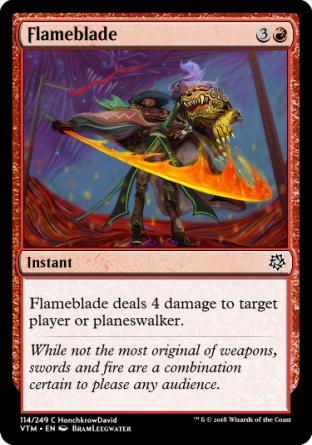 Flameblade 3
Instant
Flameblade deals 4 damage to target
player or planeswalker.
While not the most original of weapons,
swords and fire are a combination
certain to please any audience.
114/249 C HonchkrowDavid
VTM • EN BramLeegwater
™ & © 2018 Wizards of the Coast